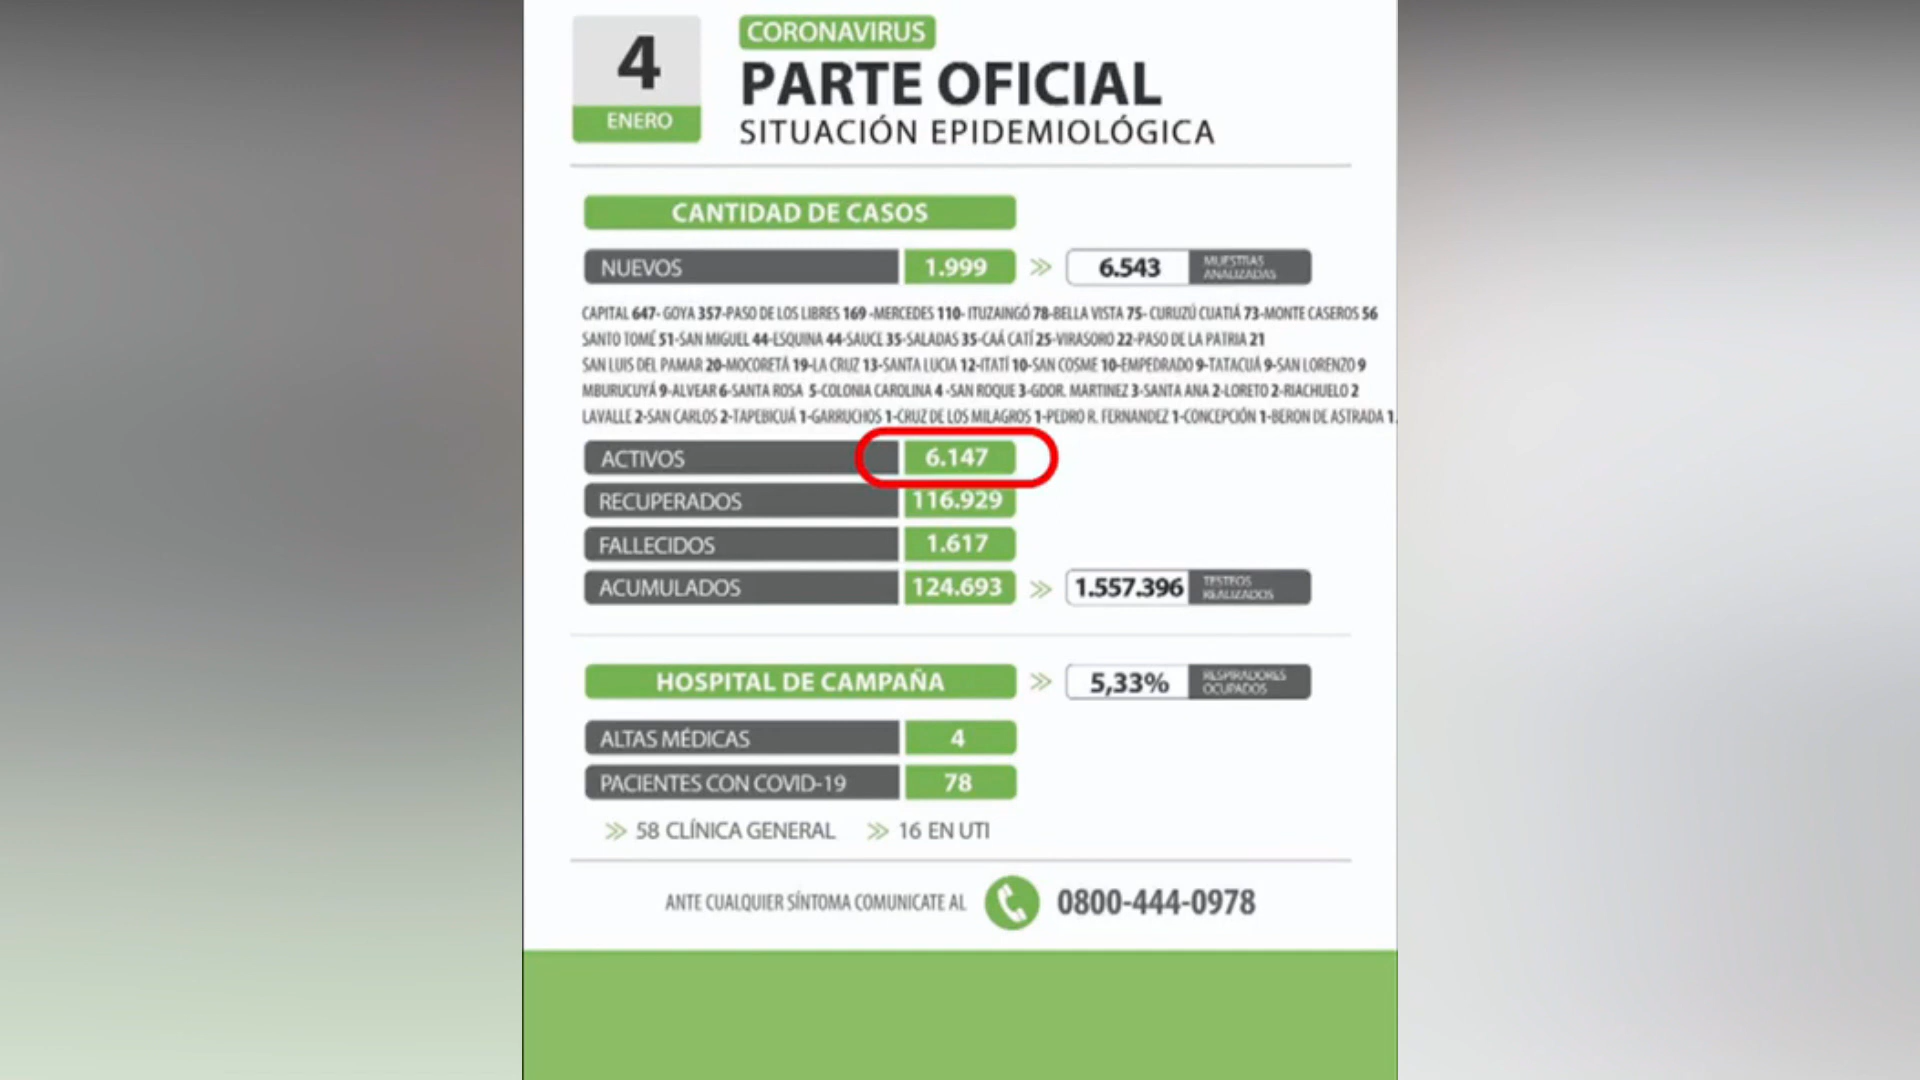 4
ENERO
CORONAVIRUS
PARTE OFICIAL
SITUACIÓN EPIDEMIOLÓGICA
CANTIDAD DE CASOS
NUEVOS 1.999 » 6.543 MUESTRAS ANALIZADAS
CAPITAL 647- GOYA 357-PASO DE LOS LIBRES 169 -MERCEDES 110- ITUZAINGÓ 78-BELLA VISTA 75- CURUZÚ CUATIÁ 73-MONTE CASEROS 56
SANTO TOMÉ 51-SAN MIGUEL 44-ESQUINA 44-SAUCE 35-SALADAS 35-CAÁ CATÍ 25-VIRASORO 22-PASO DE LA PATRIA 21
SAN LUIS DEL PAMAR 20-MOCORETÁ 19-LA CRUZ 13-SANTA LUCIA 12-ITATÍ 10-SAN COSME 10-EMPEDRADO 9-TATACUÁ 9-SAN LORENZO 9
MBURUCUYÁ 9-ALVEAR 6-SANTA ROSA 5-COLONIA CAROLINA 4 -SAN ROQUE 3-GDOR. MARTINEZ 3-SANTA ANA 2-LORETO 2-RIACHUELO 2
LAVALLE 2-SAN CARLOS 2-TAPEBICUÁ 1-GARRUCHOS 1-CRUZ DE LOS MILAGROS 1-PEDRO R. FERNANDEZ 1-CONCEPCIÓN 1-BERON DE ASTRADA 1.
ACTIVOS 6.147
RECUPERADOS 116.929
FALLECIDOS 1.617
ACUMULADOS 124.693 » 1.557.396 TESTEOS REALIZADOS
HOSPITAL DE CAMPAÑA » 5,33% RESPIRADORES OCUPADOS
ALTAS MÉDICAS 4
PACIENTES CON COVID-19 78
» 58 CLÍNICA GENERAL » 16 EN UTI
ANTE CUALQUIER SÍNTOMA COMUNICATE AL 0800-444-0978